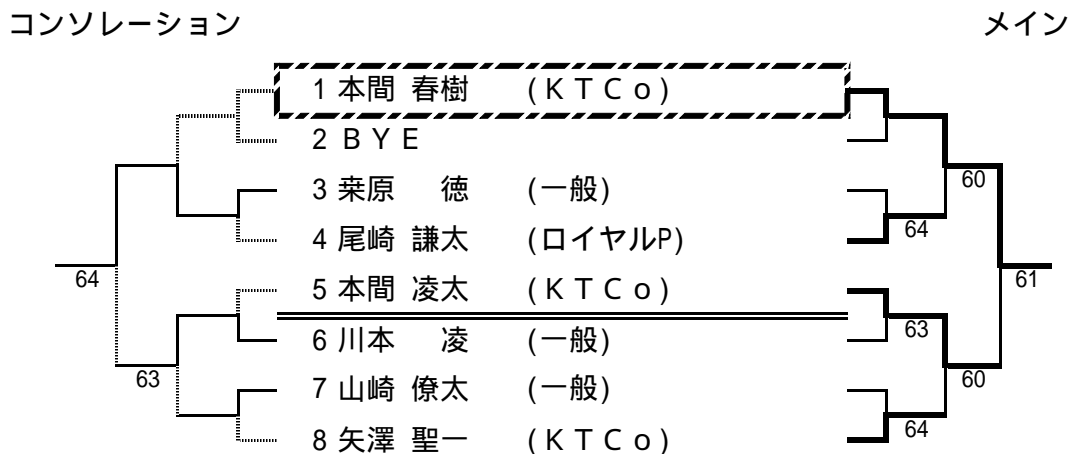 コンソレーション メイン
1 本間 春樹 (ＫＴＣｏ)
2 ＢＹＥ
3 桒原 徳 (一般) 60
4 尾崎 謙太 (ロイヤルP) 64
64 61
5 本間 凌太 (ＫＴＣｏ)
63
6 川本 凌 (一般)
63 7 山崎 僚太 (一般) 60
64
8 矢澤 聖一 (ＫＴＣｏ)